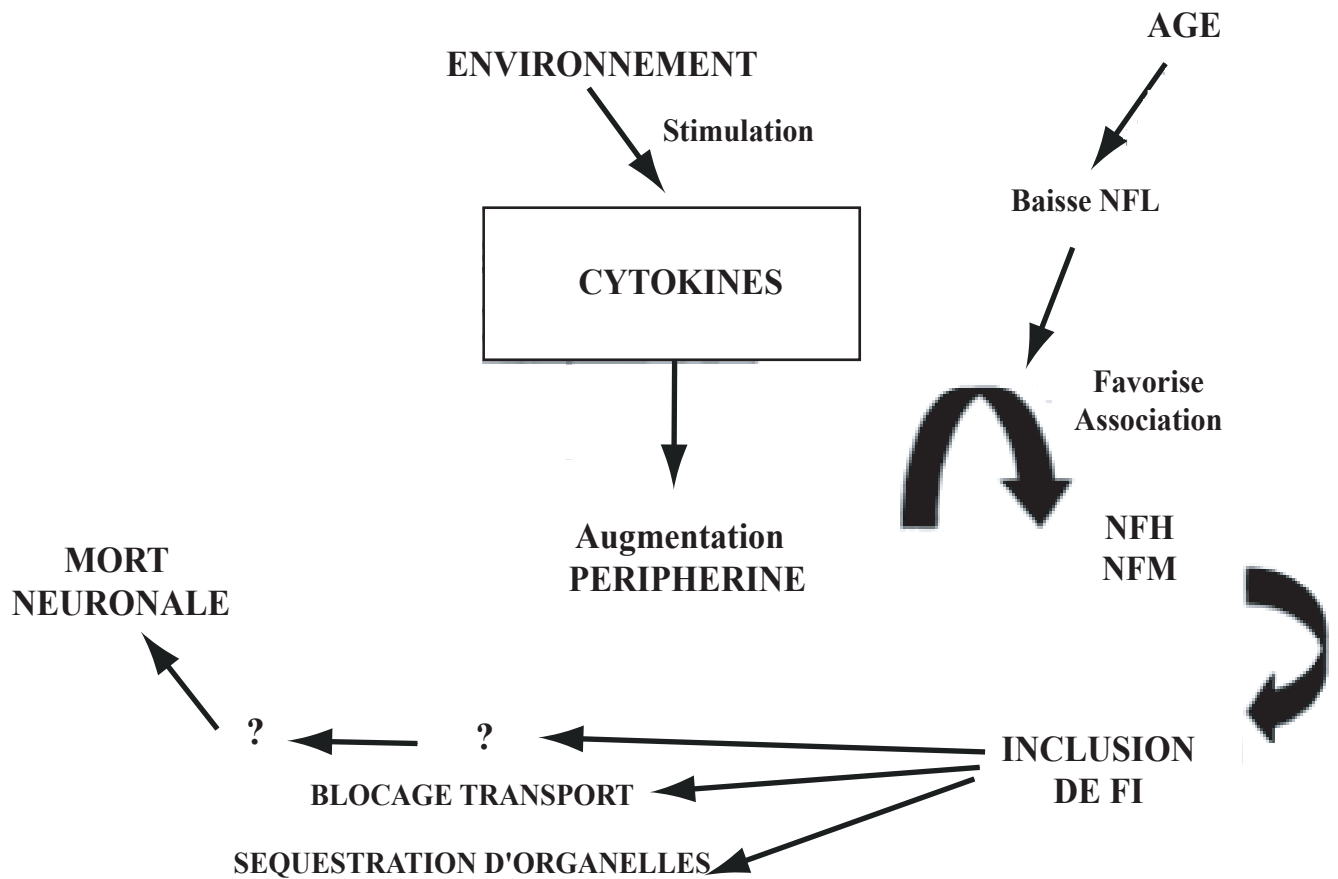 AGE
ENVIRONNEMENT
Stimulation
Baisse NFL
CYTOKINES
Favorise
Association
Augmentation
PERIPHERINE
NFH
NFM
MORT
NEURONALE
?
?
INCLUSION
DE FI
BLOCAGE TRANSPORT
SEQUESTRATION D'ORGANELLES